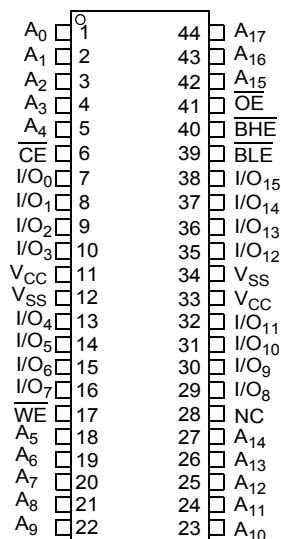 A0 1 44 A17
A1 2 43 A16
A2 3 42 A15
A3 4 41 OE
A4 5 40 BHE
CE 6 39 BLE
I/O0 7 38 I/O15
I/O1 8 37 I/O14
I/O2 9 36 I/O13
I/O3 10 35 I/O12
VCC 11 34 VSS
VSS 12 33 VCC
I/O4 13 32 I/O11
I/O5 14 31 I/O10
I/O6 15 30 I/O9
I/O7 16 29 I/O8
WE 17 28 NC
A5 18 27 A14
A6 19 26 A13
A7 20 25 A12
A8 21 24 A11
A9 22 23 A10